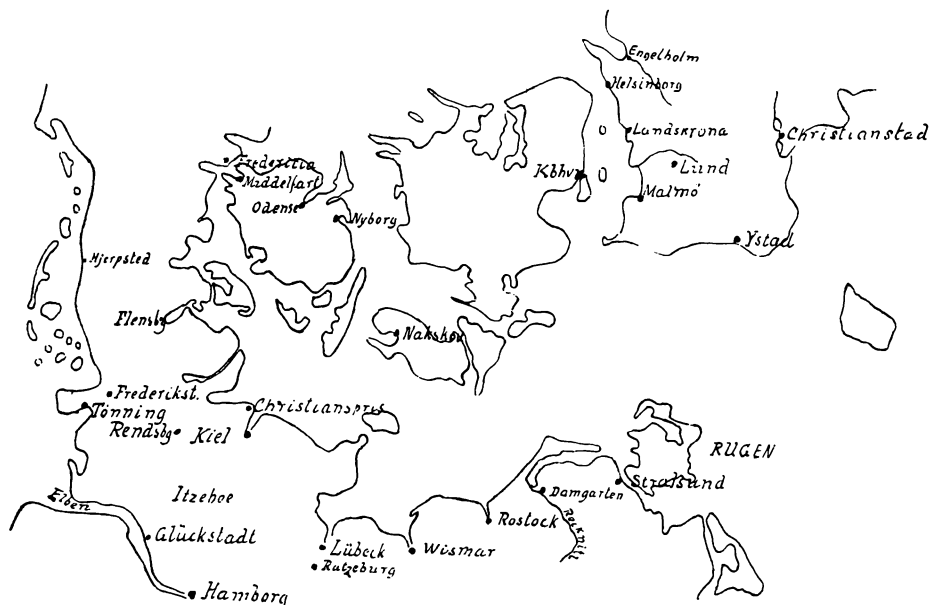 Engelholm
Helsinborg
Landskrona
Christianstad
Lund
Fredericia
Middelfart
Kbhvn
Malmö
Odense
Nyborg
Ystad
Hjerpsted
Flensbg
Nakskov
Frederikst.
Tönning
Christianspris
Rendsbg
Kiel
RÜGEN
Stralsund
Damgarten
Elben
Itzehoe
Rostock
Recknitz
Glückstadt
Lübeck
Wismar
Ratzeburg
Hamborg